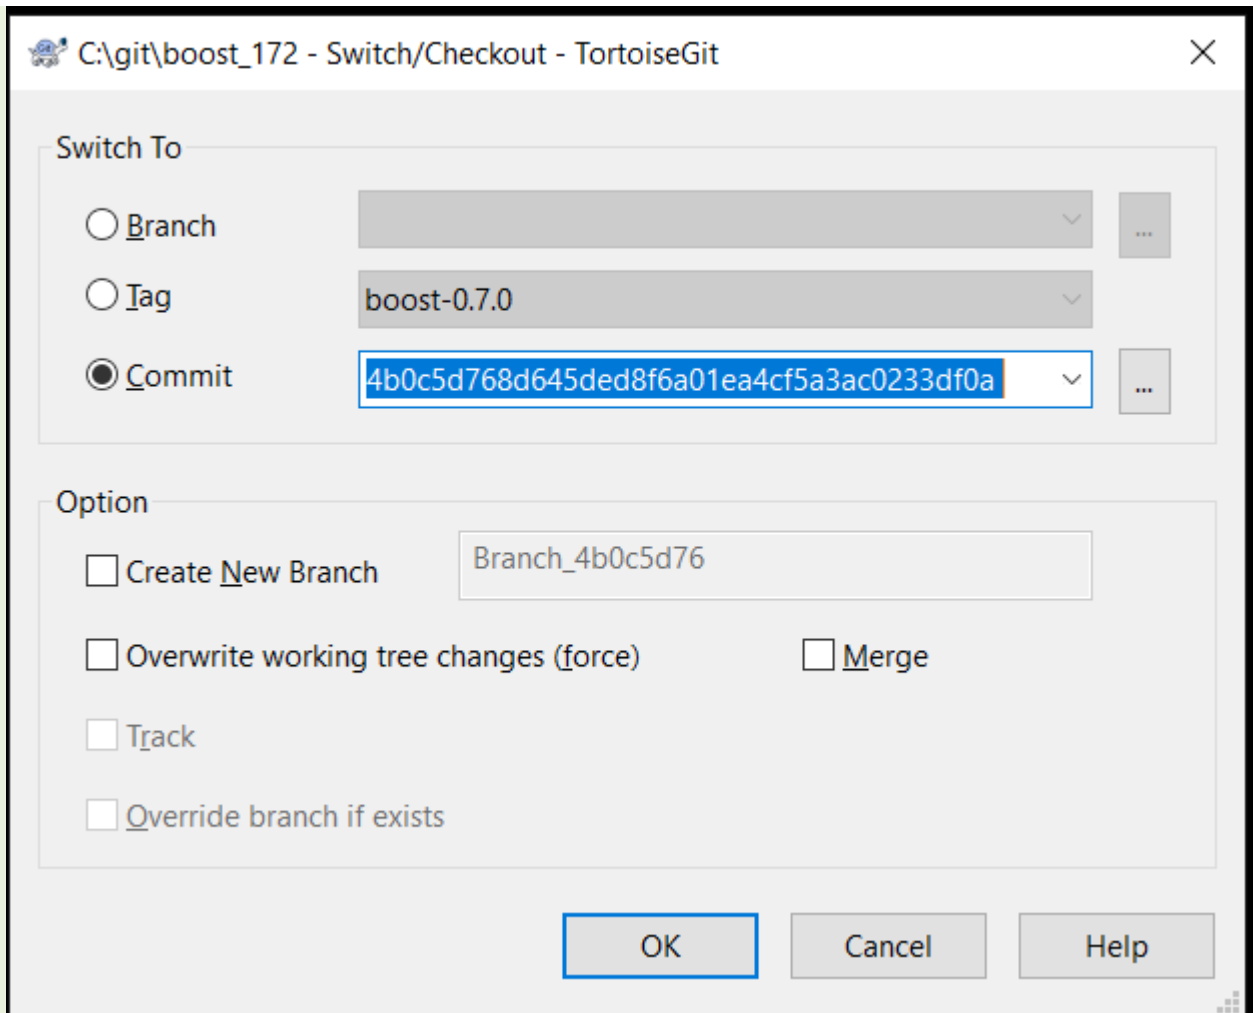 C:\git\boost_172 - Switch/Checkout - TortoiseGit
Switch To
Branch
...
Tag
boost-0.7.0
Commit
4b0c5d768d645ded8f6a01ea4cf5a3ac0233df0a
...
Option
Create New Branch
Branch_4b0c5d76
Overwrite working tree changes (force)
Merge
Track
Override branch if exists
OK
Cancel
Help